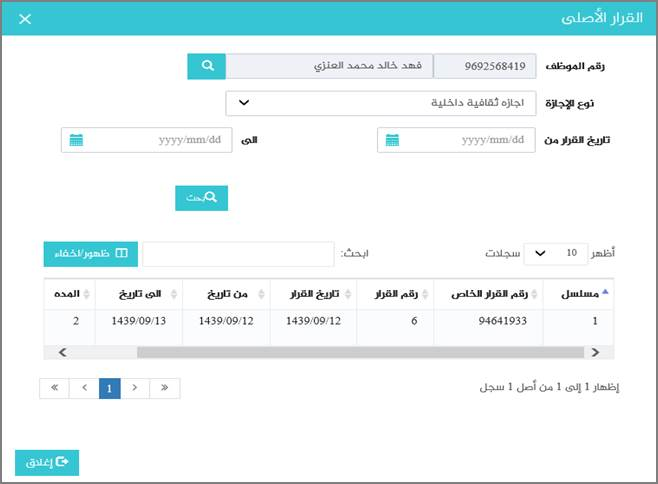 القرار الأصلى
رقم الموظف 9692568419 فهد خالد محمد العنزي
نوع الإجازة اجازه ثقافية داخلية
تاريخ القرار من yyyy/mm/dd الى yyyy/mm/dd
بحث
أظهر 10 سجلات ابحث: ظهور/اخفاء
مسلسل رقم القرار الخاص رقم القرار تاريخ القرار من تاريخ الى تاريخ المده
1 94641933 6 1439/09/12 1439/09/12 1439/09/13 2
إظهار 1 إلى 1 من أصل 1 سجل
1
إغلاق